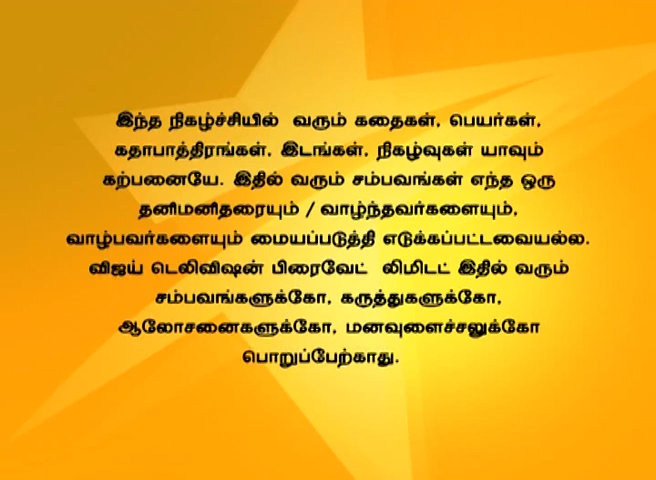 இந்த நிகழ்ச்சியில் வரும் கதைகள், பெயர்கள்,
கதாபாத்திரங்கள், இடங்கள், நிகழ்வுகள் யாவும்
கற்பனையே. இதில் வரும் சம்பவங்கள் எந்த ஒரு
தனிமனிதரையும் / வாழ்ந்தவர்களையும்,
வாழ்பவர்களையும் மையப்படுத்தி எடுக்கப்பட்டவையல்ல.
விஜய் டெலிவிஷன் பிரைவேட் லிமிடட் இதில் வரும்
சம்பவங்களுக்கோ, கருத்துகளுக்கோ,
ஆலோசனைகளுக்கோ, மனவுளைச்சலுக்கோ
பொறுப்பேற்காது.